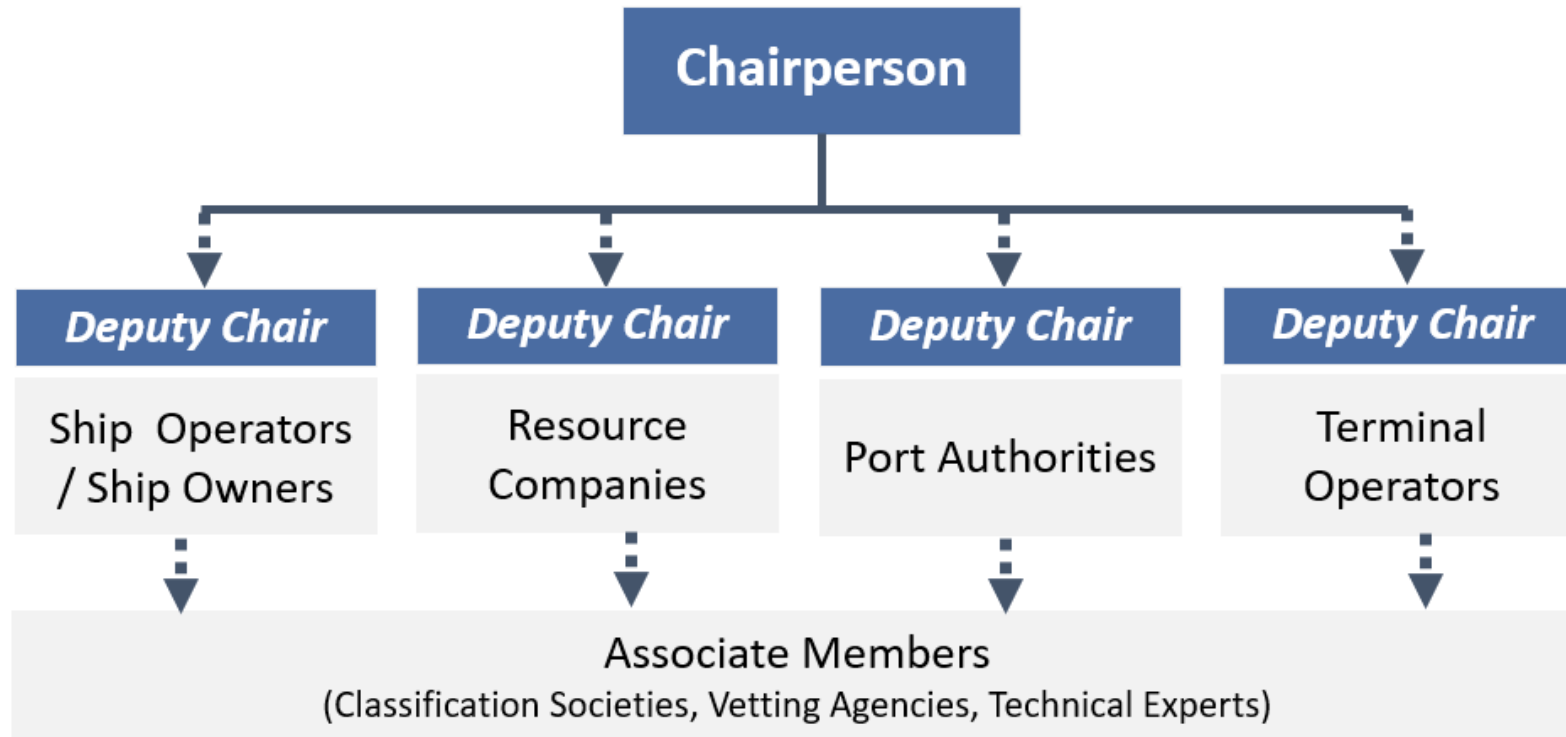 Chairperson
Deputy Chair
Ship Operators
/ Ship Owners
Deputy Chair
Resource
Companies
Deputy Chair
Port Authorities
Deputy Chair
Terminal
Operators
Associate Members
(Classification Societies, Vetting Agencies, Technical Experts)